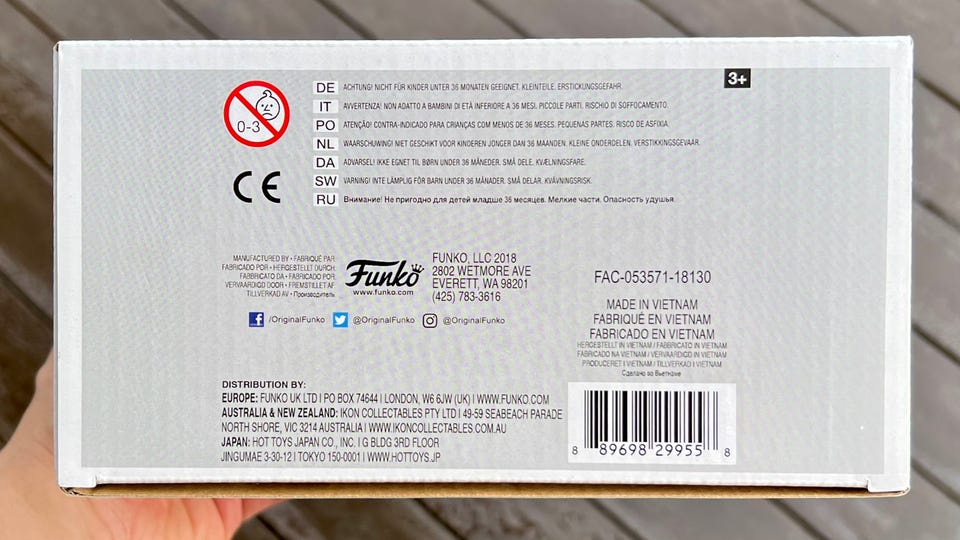 3+
0-3
DE ACHTUNG! NICHT FÜR KINDER UNTER 36 MONATEN GEEIGNET. KLEINTEILE. ERSTICKUNGSGEFAHR.
IT AVVERTENZA! NON ADATTO A BAMBINI DI ETÀ INFERIORE A 36 MESI. PICCOLE PARTI. RISCHIO DI SOFFOCAMENTO.
PO ATENÇÃO! CONTRA-INDICADO PARA CRIANÇAS COM MENOS DE 36 MESES. PEQUENAS PARTES. RISCO DE ASFIXIA.
NL WAARSCHUWING! NIET GESCHIKT VOOR KINDEREN JONGER DAN 36 MAANDEN. KLEINE ONDERDELEN. VERSTIKKINGSGEVAAR.
DA ADVARSEL! IKKE EGNET TIL BØRN UNDER 36 MÅNEDER. SMÅ DELE. KVÆLNINGSFARE.
SW VARNING! INTE LÄMPLIG FÖR BARN UNDER 36 MÅNADER. SMÅ DELAR. KVÄVNINGSRISK.
RU Внимание! Не пригодно для детей младше 36 месяцев. Мелкие части. Опасность удушья.
CE
MANUFACTURED BY • FABRIQUÉ PAR
FABRICADO POR • HERGESTELLT DURCH:
FABBRICATO DA • FABRICADO POR
VERVAARDIGD DOOR • FREMSTILLET AF
TILLVERKAD AV • Производитель
Funko
www.funko.com
FUNKO, LLC 2018
2802 WETMORE AVE
EVERETT, WA 98201
(425) 783-3616
f /OriginalFunko @OriginalFunko @OriginalFunko
FAC-053571-18130
MADE IN VIETNAM
FABRIQUÉ EN VIETNAM
FABRICADO EN VIETNAM
HERGESTELLT IN VIETNAM / FABBRICATO IN VIETNAM
FABRICADO NA VIETNAM / VERVAARDIGD IN VIETNAM
PRODUCERET I VIETNAM / TILLVERKAD I VIETNAM
Сделано во Вьетнаме
DISTRIBUTION BY:
EUROPE: FUNKO UK LTD | PO BOX 74644 | LONDON, W6 6JW (UK) | WWW.FUNKO.COM
AUSTRALIA & NEW ZEALAND: IKON COLLECTABLES PTY LTD | 49-59 SEABEACH PARADE
NORTH SHORE, VIC 3214 AUSTRALIA | WWW.IKONCOLLECTABLES.COM.AU
JAPAN: HOT TOYS JAPAN CO., INC. | G BLDG 3RD FLOOR
JINGUMAE 3-30-12 | TOKYO 150-0001 | WWW.HOTTOYS.JP
8 89698 29955 8